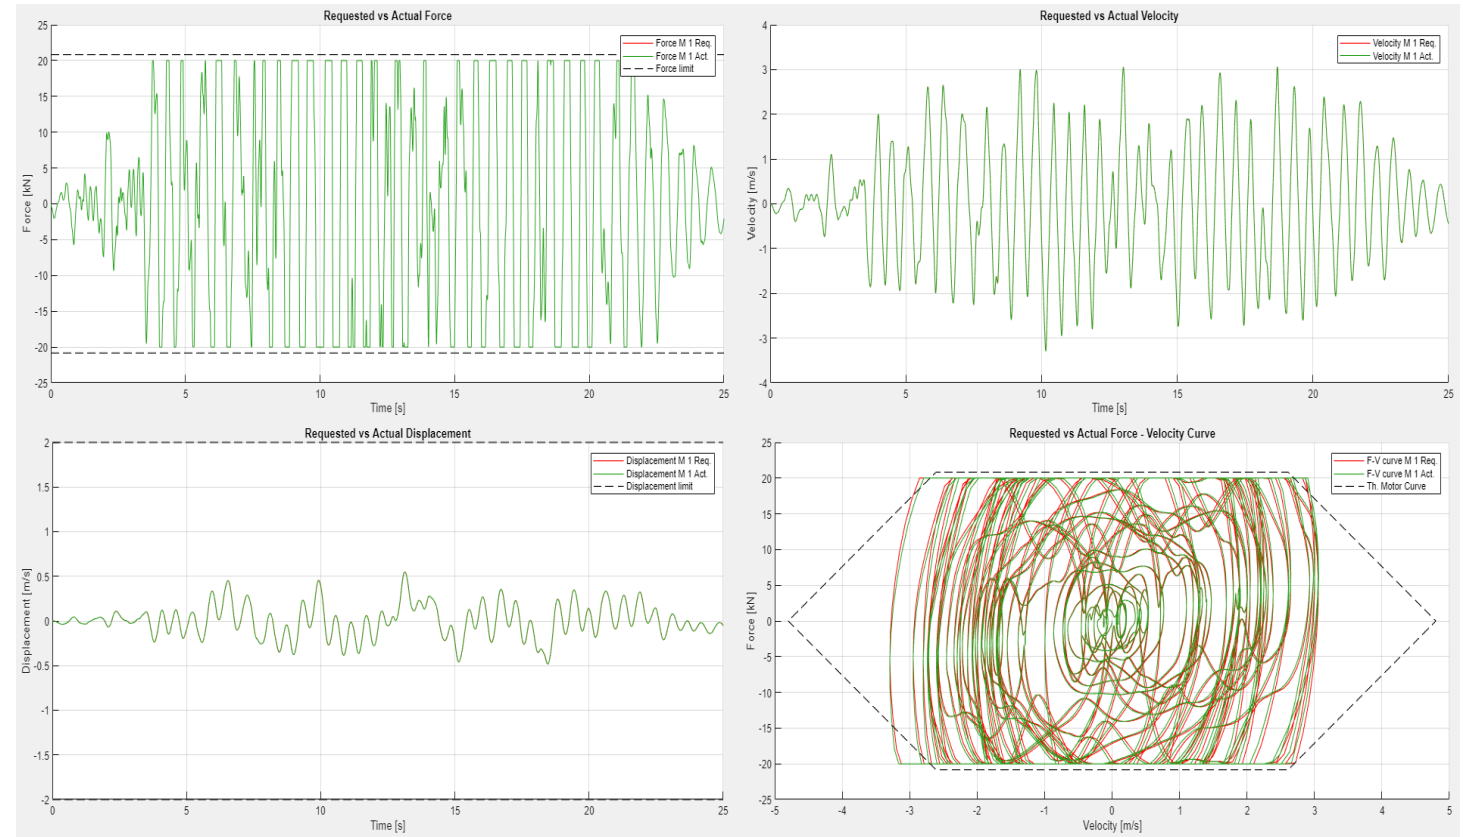 Requested vs Actual Force
Force [kN]
25
20
15
10
5
0
-5
-10
-15
-20
-25
Force M 1 Req.
Force M 1 Act.
Force limit
0 5 10 15 20 25
Time [s]
Requested vs Actual Velocity
Velocity [m/s]
4
3
2
1
0
-1
-2
-3
-4
Velocity M 1 Req.
Velocity M 1 Act.
0 5 10 15 20 25
Time [s]
Requested vs Actual Displacement
Displacement [m/s]
2
1.5
1
0.5
0
-0.5
-1
-1.5
-2
Displacement M 1 Req.
Displacement M 1 Act.
Displacement limit
0 5 10 15 20 25
Time [s]
Requested vs Actual Force - Velocity Curve
Force [kN]
25
20
15
10
5
0
-5
-10
-15
-20
-25
F-V curve M 1 Req.
F-V curve M 1 Act.
Th. Motor Curve
-5 -4 -3 -2 -1 0 1 2 3 4 5
Velocity [m/s]